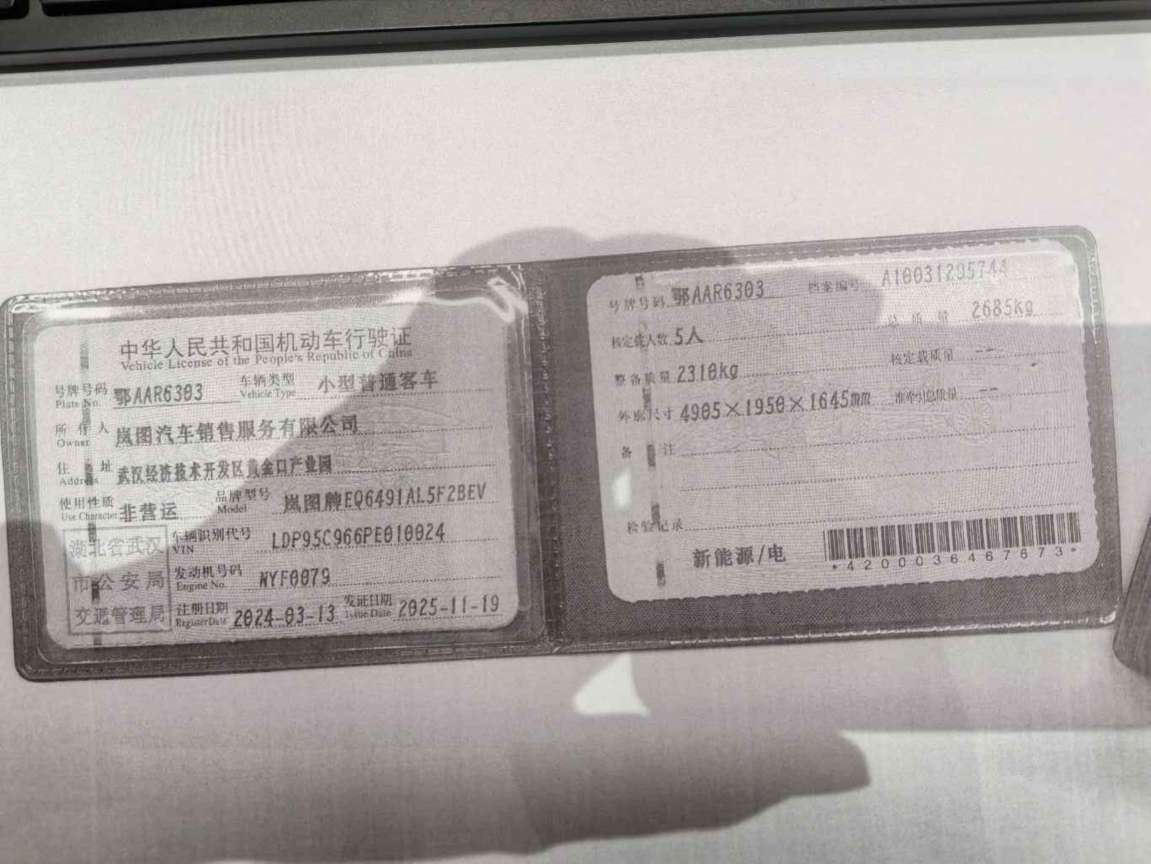 中华人民共和国机动车行驶证
Vehicle License of the People's Republic of China
号牌号码 鄂AAR6303 车辆类型 小型普通客车
Plate No. Vehicle Type
所有人 岚图汽车销售服务有限公司
Owner
住址 武汉经济技术开发区黄金口产业园
Address
使用性质 非营运 品牌型号 岚图牌EQ6491AL5F2BEV
Use Character Model
湖北省武汉 车辆识别代号 LDP95C966PE010024
VIN
市公安局 发动机号码 NYF0079
Engine No.
交通管理局 注册日期 2024-03-13 发证日期 2025-11-19
Register Date Issue Date
号牌号码 鄂AAR6303 档案编号 A10031295744
核定载人数 5人 总质量 2685kg
整备质量 2310kg 核定载质量 --
外廓尺寸 4905×1950×1645mm 准牵引总质量 --
备注
检验记录
新能源/电
*4200036467673*